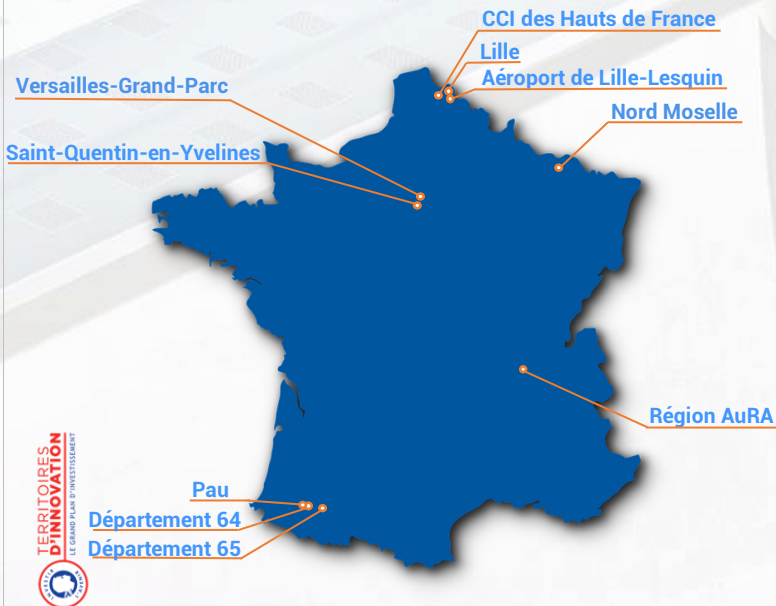 CCI des Hauts de France
Lille
Versailles-Grand-Parc
Aéroport de Lille-Lesquin
Nord Moselle
Saint-Quentin-en-Yvelines
Région AuRA
Pau
Département 64
Département 65
TERRITOIRES
D'INNOVATION
LE GRAND PLAN D'INVESTISSEMENT